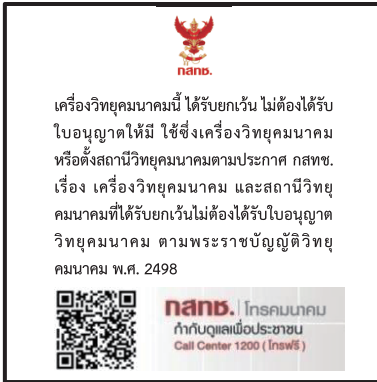 กสทช.
เครื่องวิทยุคมนาคมนี้ ได้รับยกเว้น ไม่ต้องได้รับ
ใบอนุญาตให้มี ใช้ซึ่งเครื่องวิทยุคมนาคม
หรือตั้งสถานีวิทยุคมนาคมตามประกาศ กสทช.
เรื่อง เครื่องวิทยุคมนาคม และสถานีวิทยุ
คมนาคมที่ได้รับยกเว้นไม่ต้องได้รับใบอนุญาต
วิทยุคมนาคม ตามพระราชบัญญัติวิทยุ
คมนาคม พ.ศ. 2498
กสทช. โทรคมนาคม
กำกับดูแลเพื่อประชาชน
Call Center 1200 (โทรฟรี)